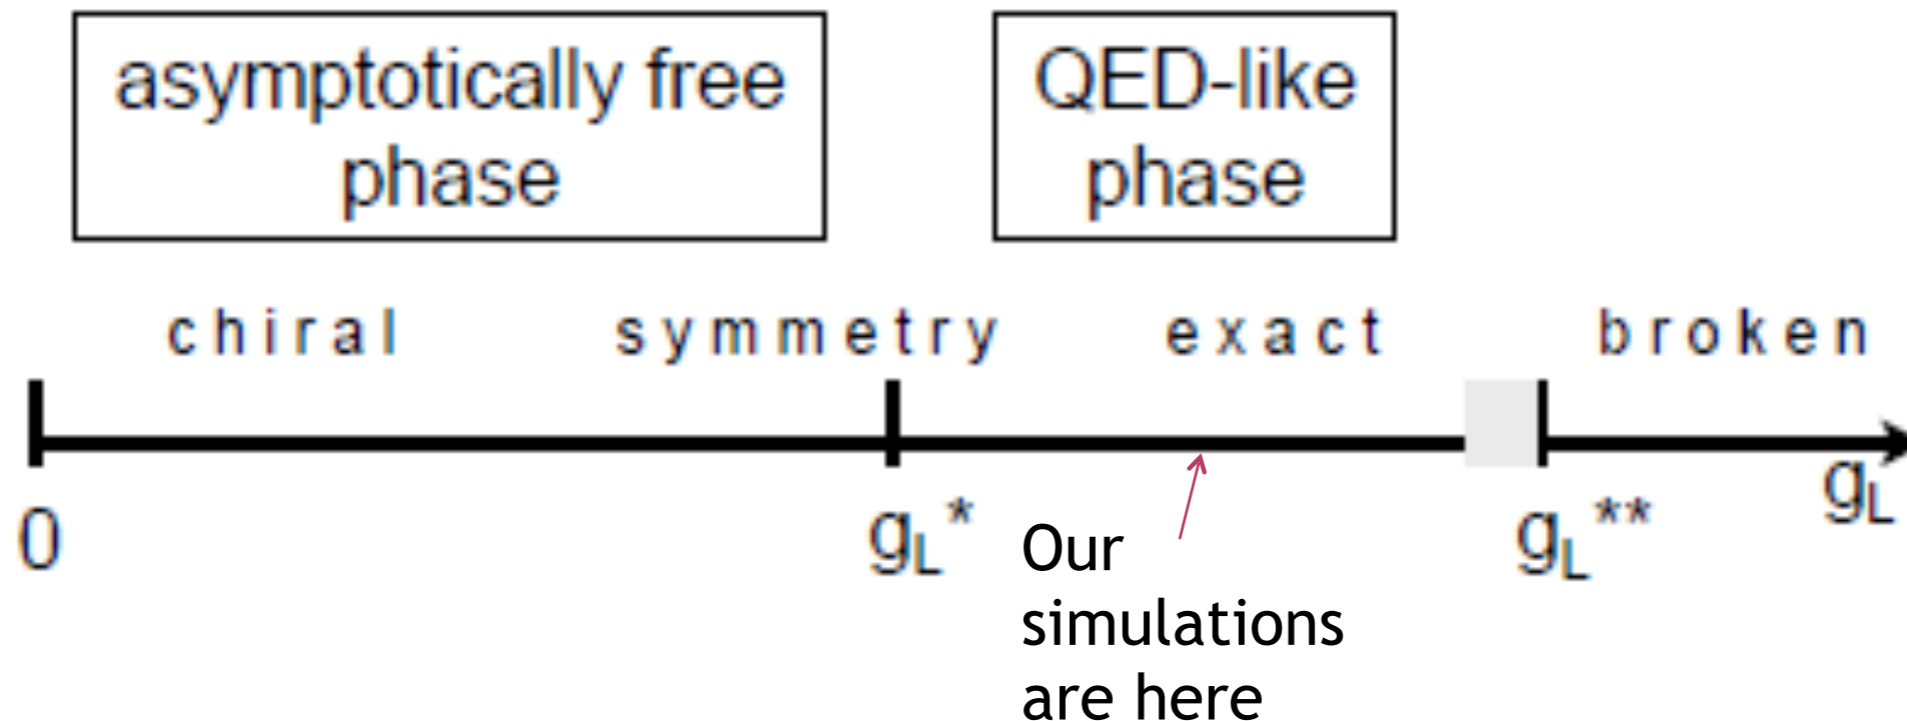 asymptotically free
phase
QED-like
phase
chiral symmetry exact broken
0 g_L* g_L** g_L
Our
simulations
are here